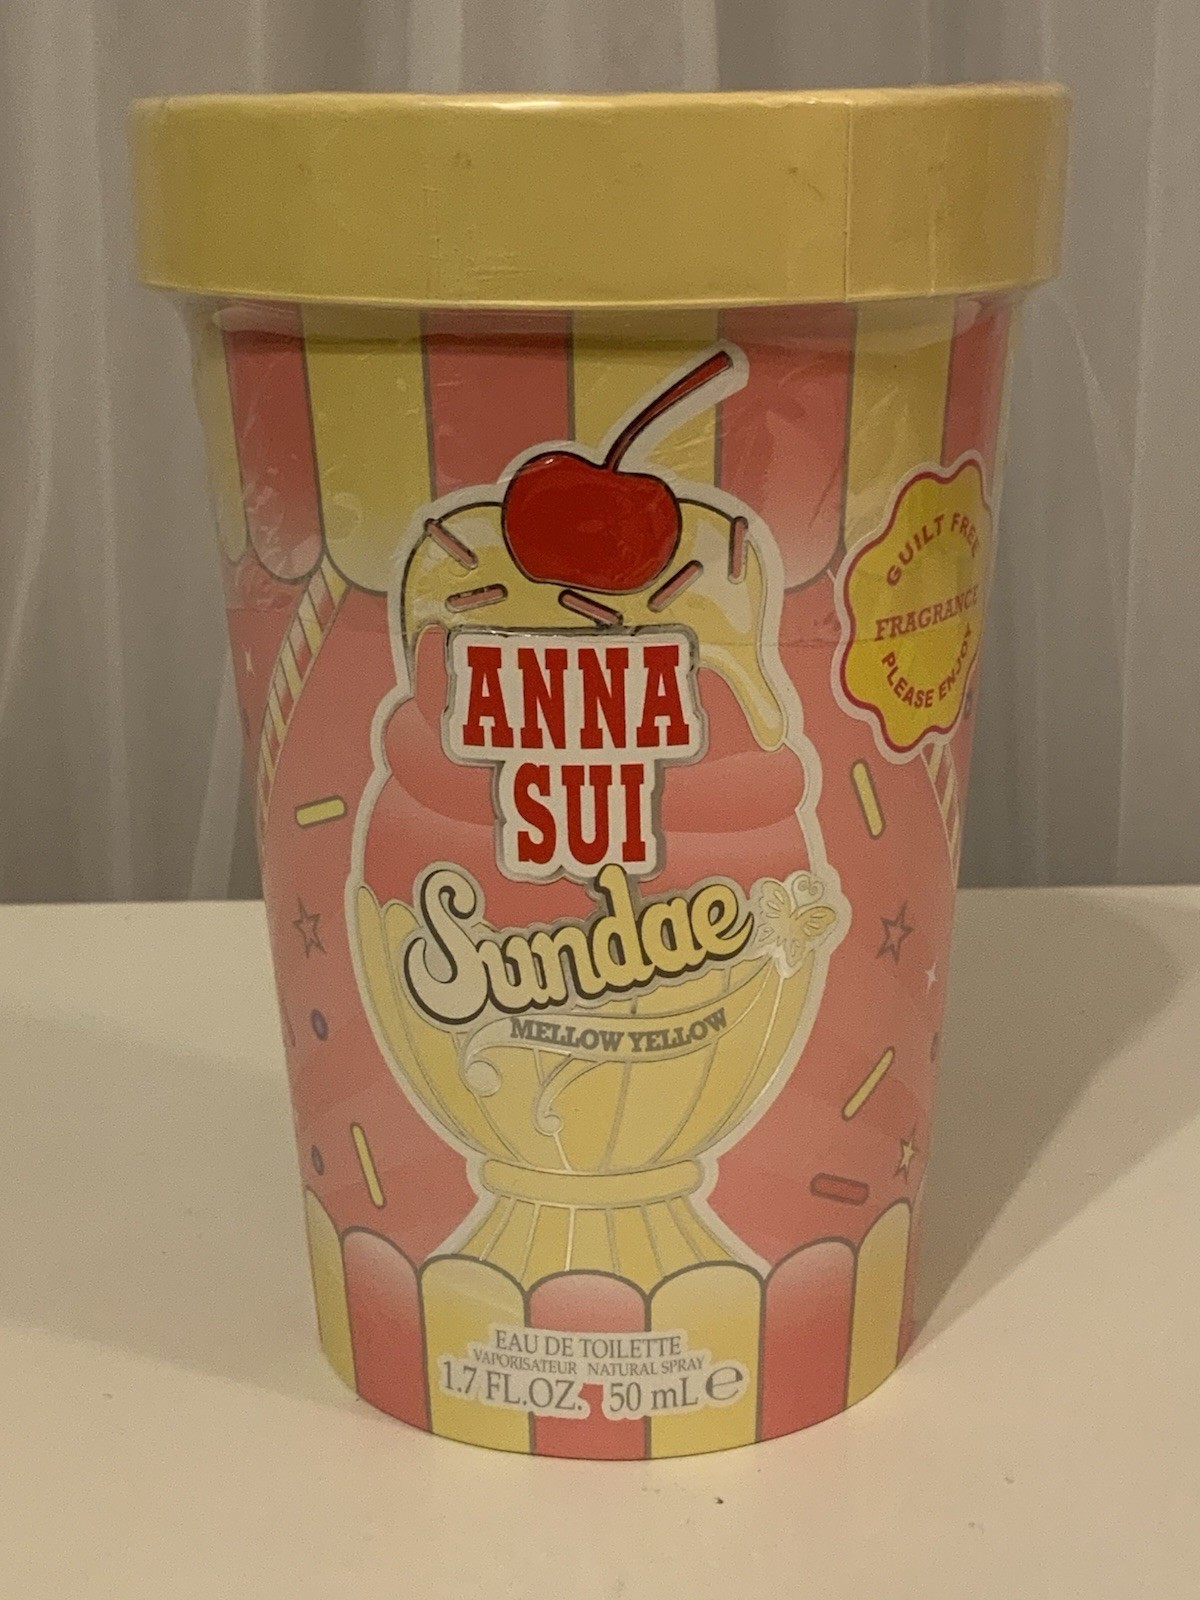 GUILT FREE
FRAGRANCE
PLEASE ENJOY
ANNA
SUI
Sundae
MELLOW YELLOW
EAU DE TOILETTE
VAPORISATEUR NATURAL SPRAY
1.7 FL.OZ. 50 mL ℮